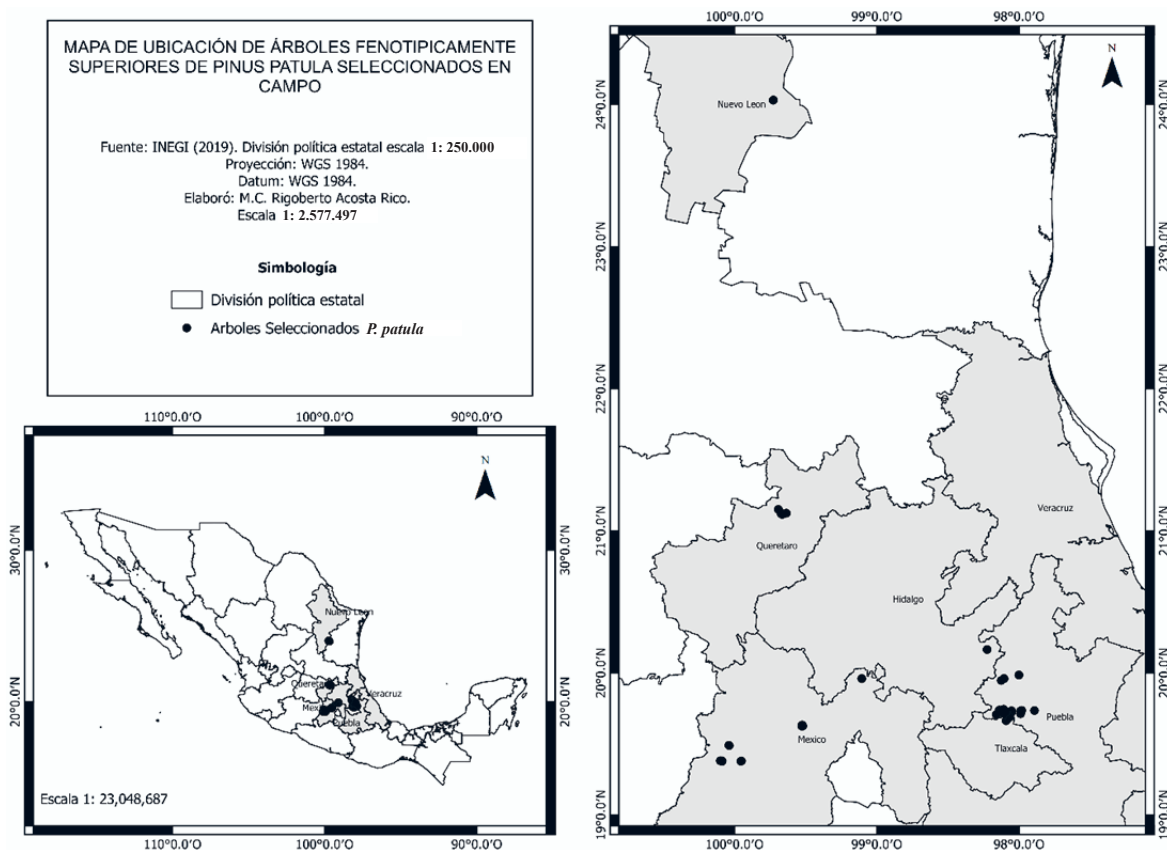 MAPA DE UBICACIÓN DE ÁRBOLES FENOTIPICAMENTE
SUPERIORES DE PINUS PATULA SELECCIONADOS EN
CAMPO
Fuente: INEGI (2019). División política estatal escala 1: 250.000
Proyección: WGS 1984.
Datum: WGS 1984.
Elaboró: M.C. Rigoberto Acosta Rico.
Escala 1: 2.577.497
Simbología
División política estatal
Arboles Seleccionados P. patula
110°0.0'O 100°0.0'O 90°0.0'O
N
30°0.0'N 30°0.0'N
Nuevo Leon
Queretaro
Veracruz
Mexi
Puebla
20°0.0'N 20°0.0'N
Escala 1: 23,048,687
110°0.0'O 100°0.0'O 90°0.0'O
100°0.0'O 99°0.0'O 98°0.0'O
N
24°0.0'N 24°0.0'N
Nuevo Leon
23°0.0'N 23°0.0'N
22°0.0'N 22°0.0'N
Veracruz
21°0.0'N 21°0.0'N
Queretaro
Hidalgo
20°0.0'N 20°0.0'N
Puebla
Mexico
Tlaxcala
19°0.0'N 19°0.0'N
100°0.0'O 99°0.0'O 98°0.0'O